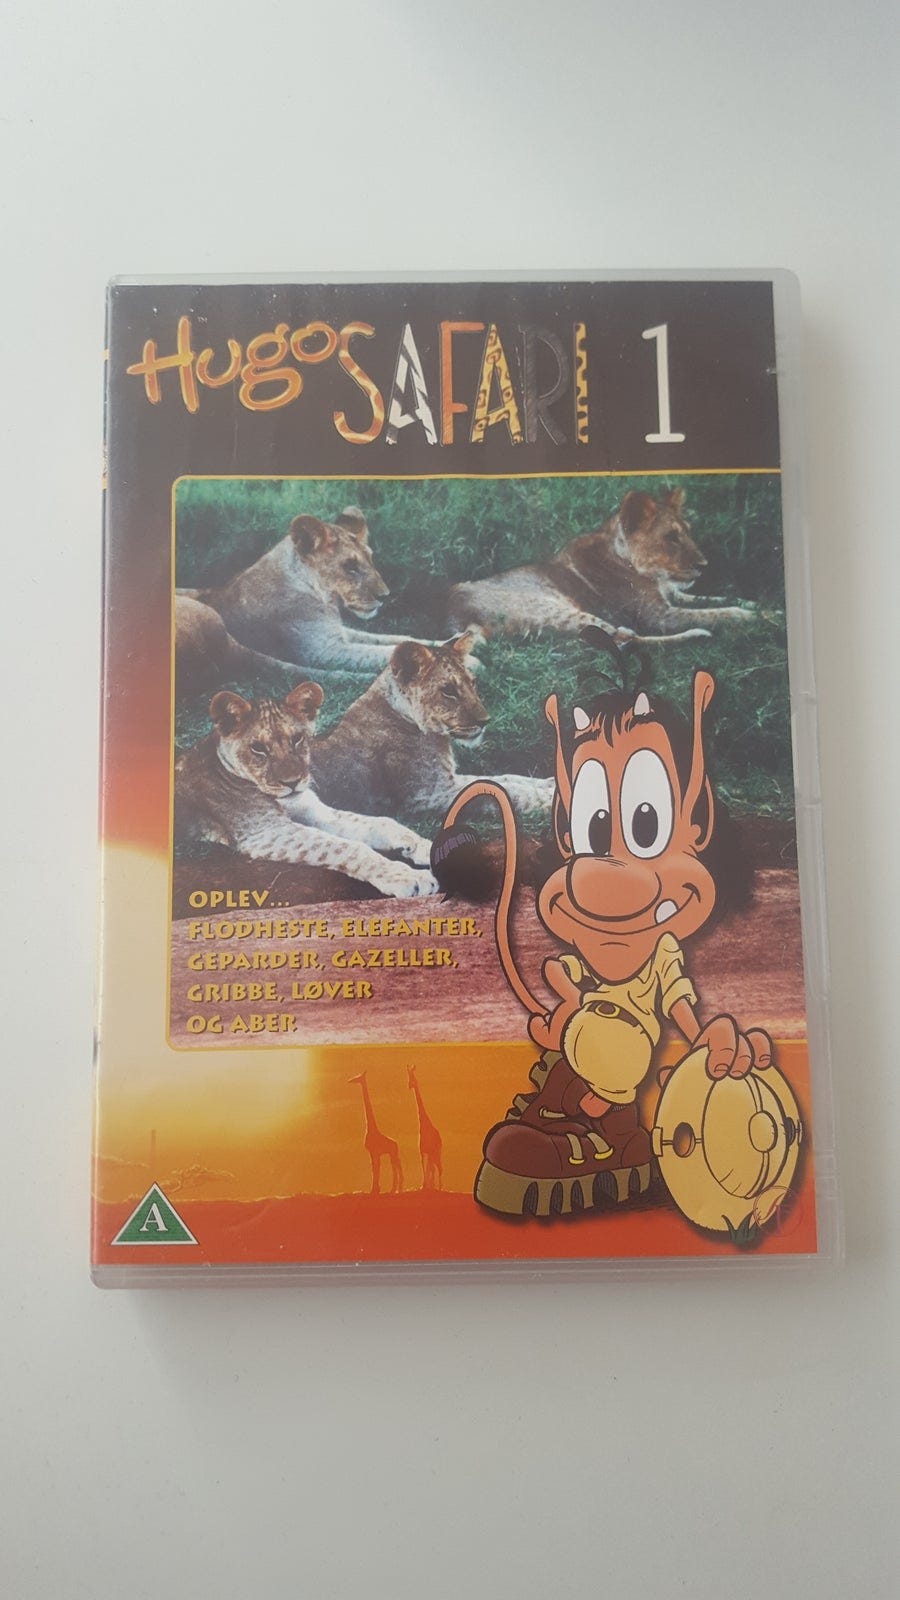 Hugo SAFARI 1
OPLEV...
FLODHESTE, ELEFANTER,
GEPARDER, GAZELLER,
GRIBBE, LØVER
OG ABER
A